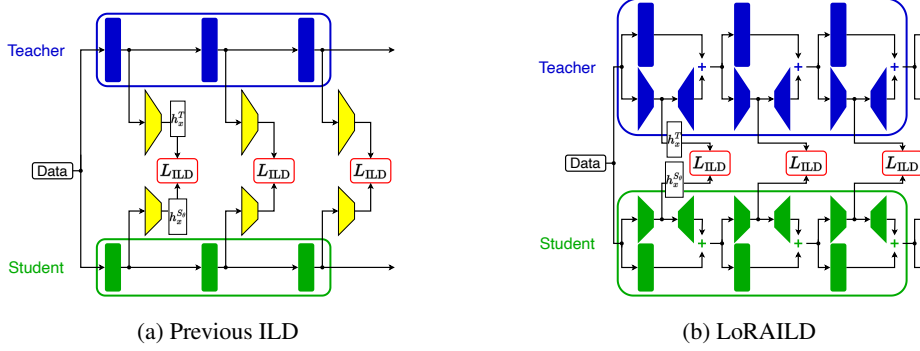 Teacher
h_x^T
Data
L_ILD
L_ILD
L_ILD
h_x^{S_θ}
Student
(a) Previous ILD
+
+
+
Teacher
h_x^T
Data
L_ILD
L_ILD
L_ILD
h_x^{S_θ}
+
+
+
Student
(b) LoRAILD